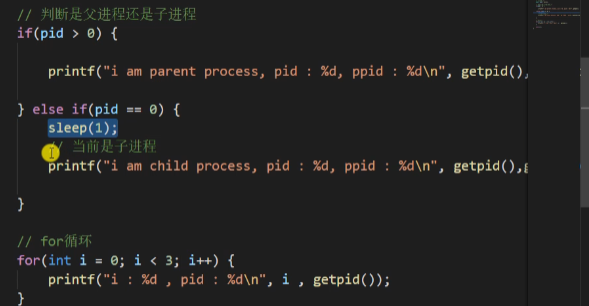 // 判断是父进程还是子进程
if(pid > 0) {
printf("i am parent process, pid : %d, ppid : %d\n", getpid(),
} else if(pid == 0) {
sleep(1);
// 当前是子进程
printf("i am child process, pid : %d, ppid : %d\n", getpid(),g
}
// for循环
for(int i = 0; i < 3; i++) {
printf("i : %d , pid : %d\n", i , getpid());
}